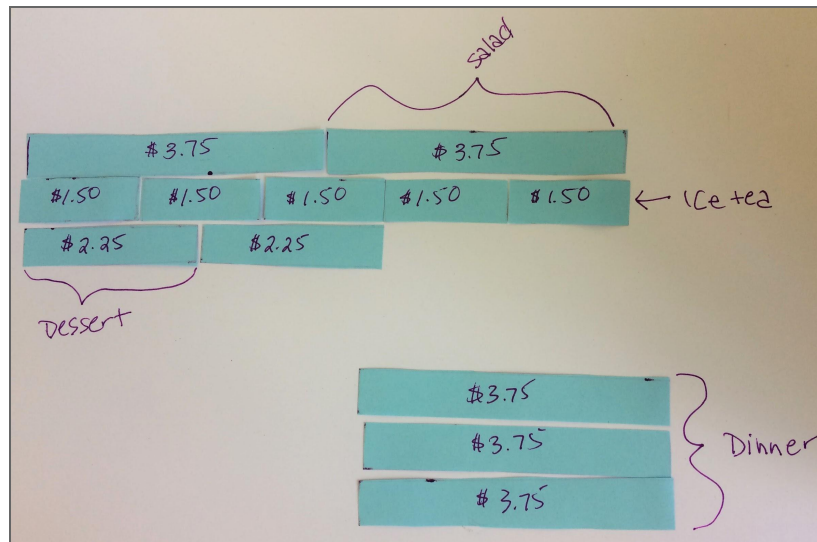 salad
$3.75 $3.75
$1.50 $1.50 $1.50 $1.50 $1.50 ← Ice tea
$2.25 $2.25
Dessert
$3.75
$3.75 Dinner
$3.75